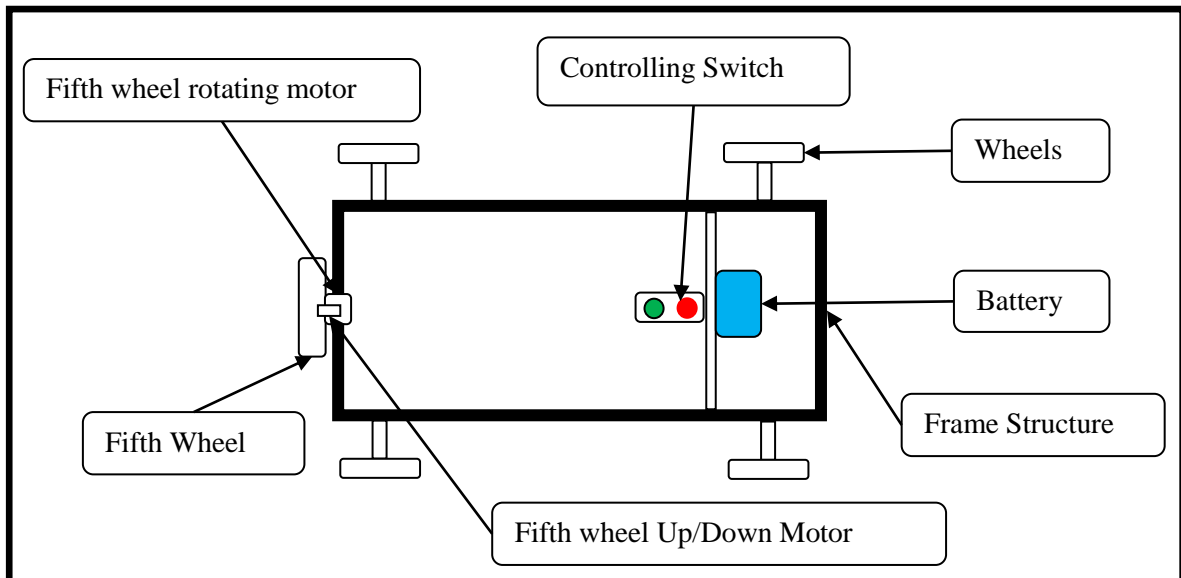 Fifth wheel rotating motor
Controlling Switch
Wheels
Battery
Fifth Wheel
Frame Structure
Fifth wheel Up/Down Motor